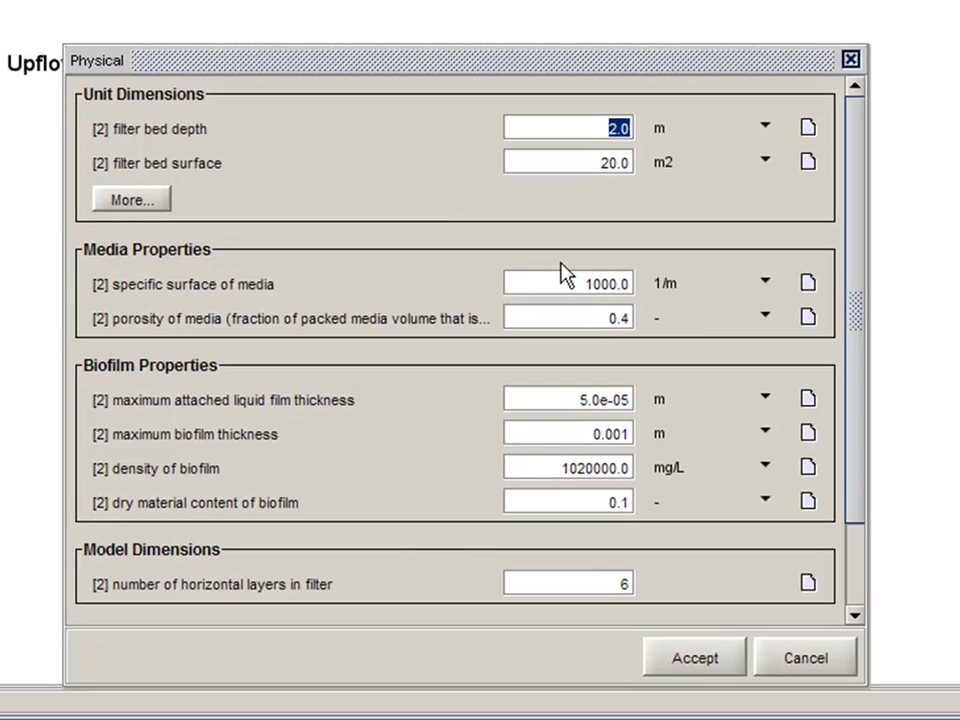 Upflo
Physical
Unit Dimensions
[2] filter bed depth 2.0 m
[2] filter bed surface 20.0 m2
More...
Media Properties
[2] specific surface of media 1000.0 1/m
[2] porosity of media (fraction of packed media volume that is... 0.4 -
Biofilm Properties
[2] maximum attached liquid film thickness 5.0e-05 m
[2] maximum biofilm thickness 0.001 m
[2] density of biofilm 1020000.0 mg/L
[2] dry material content of biofilm 0.1 -
Model Dimensions
[2] number of horizontal layers in filter 6
Accept Cancel